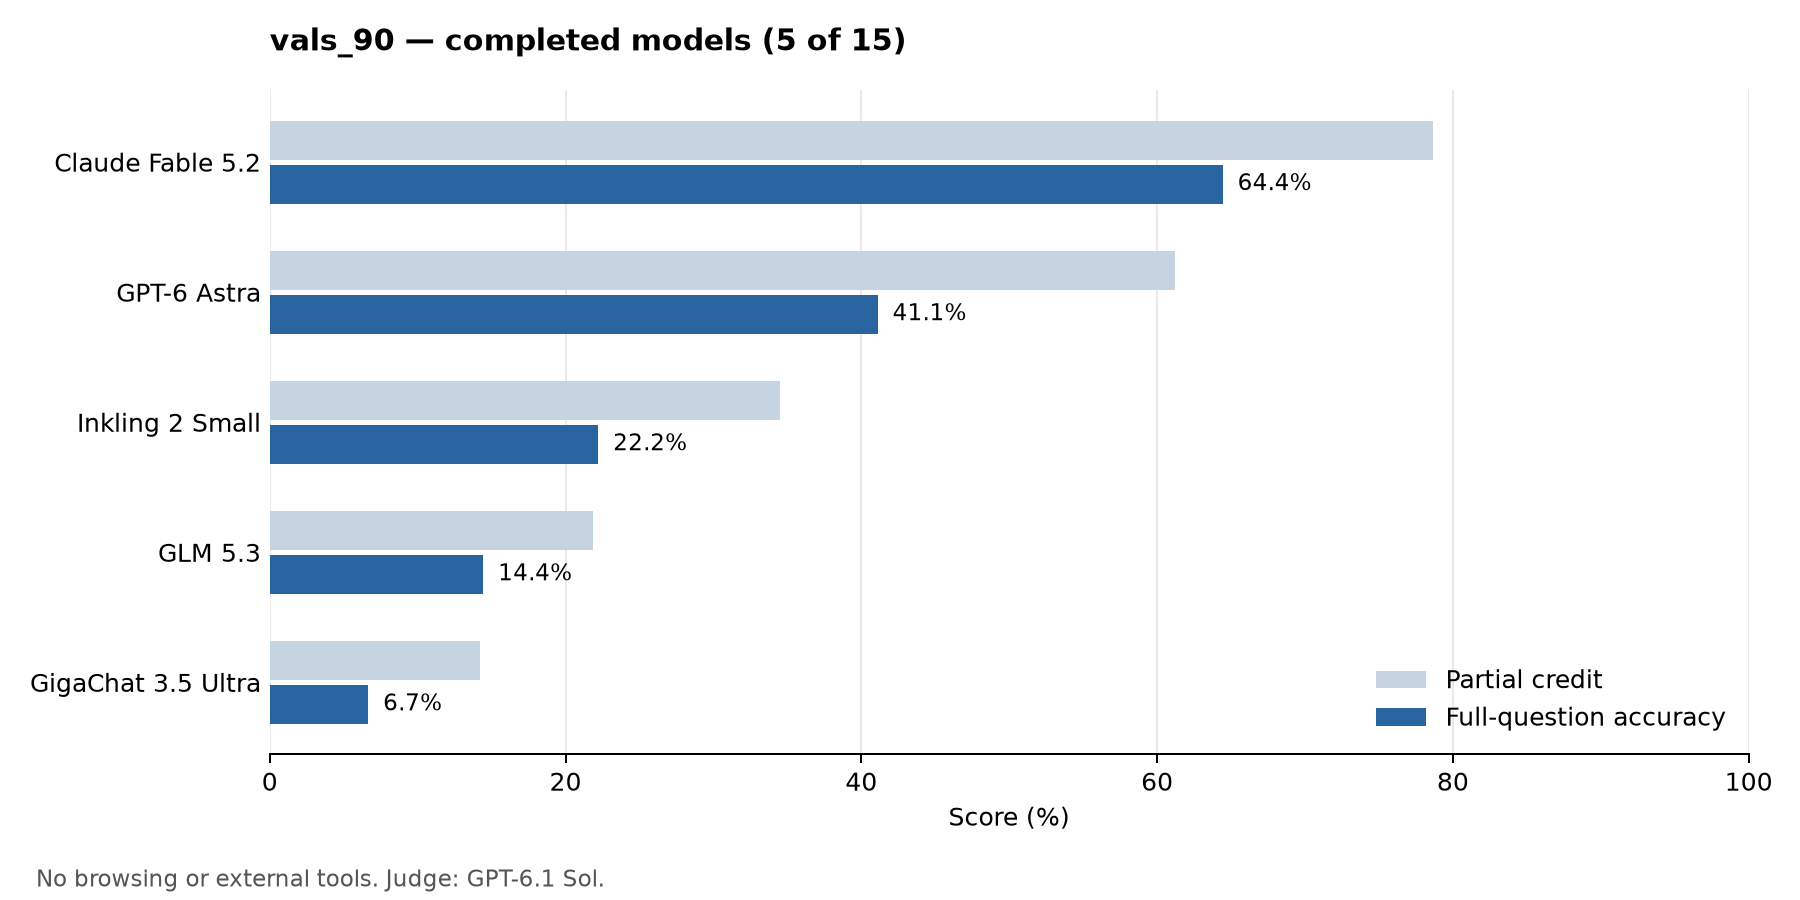 vals_90 — completed models (5 of 15)
Claude Fable 5.2
64.4%
GPT-6 Astra
41.1%
Inkling 2 Small
22.2%
GLM 5.3
14.4%
GigaChat 3.5 Ultra
6.7%
Partial credit
Full-question accuracy
0 20 40 60 80 100
Score (%)
No browsing or external tools. Judge: GPT-6.1 Sol.